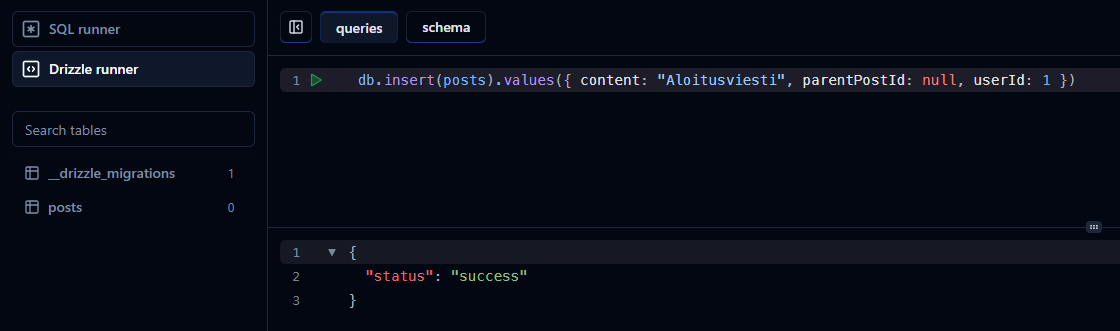 SQL runner
Drizzle runner
Search tables
__drizzle_migrations 1
posts 0
queries schema
1 db.insert(posts).values({ content: "Aloitusviesti", parentPostId: null, userId: 1 })
1 {
2 "status": "success"
3 }